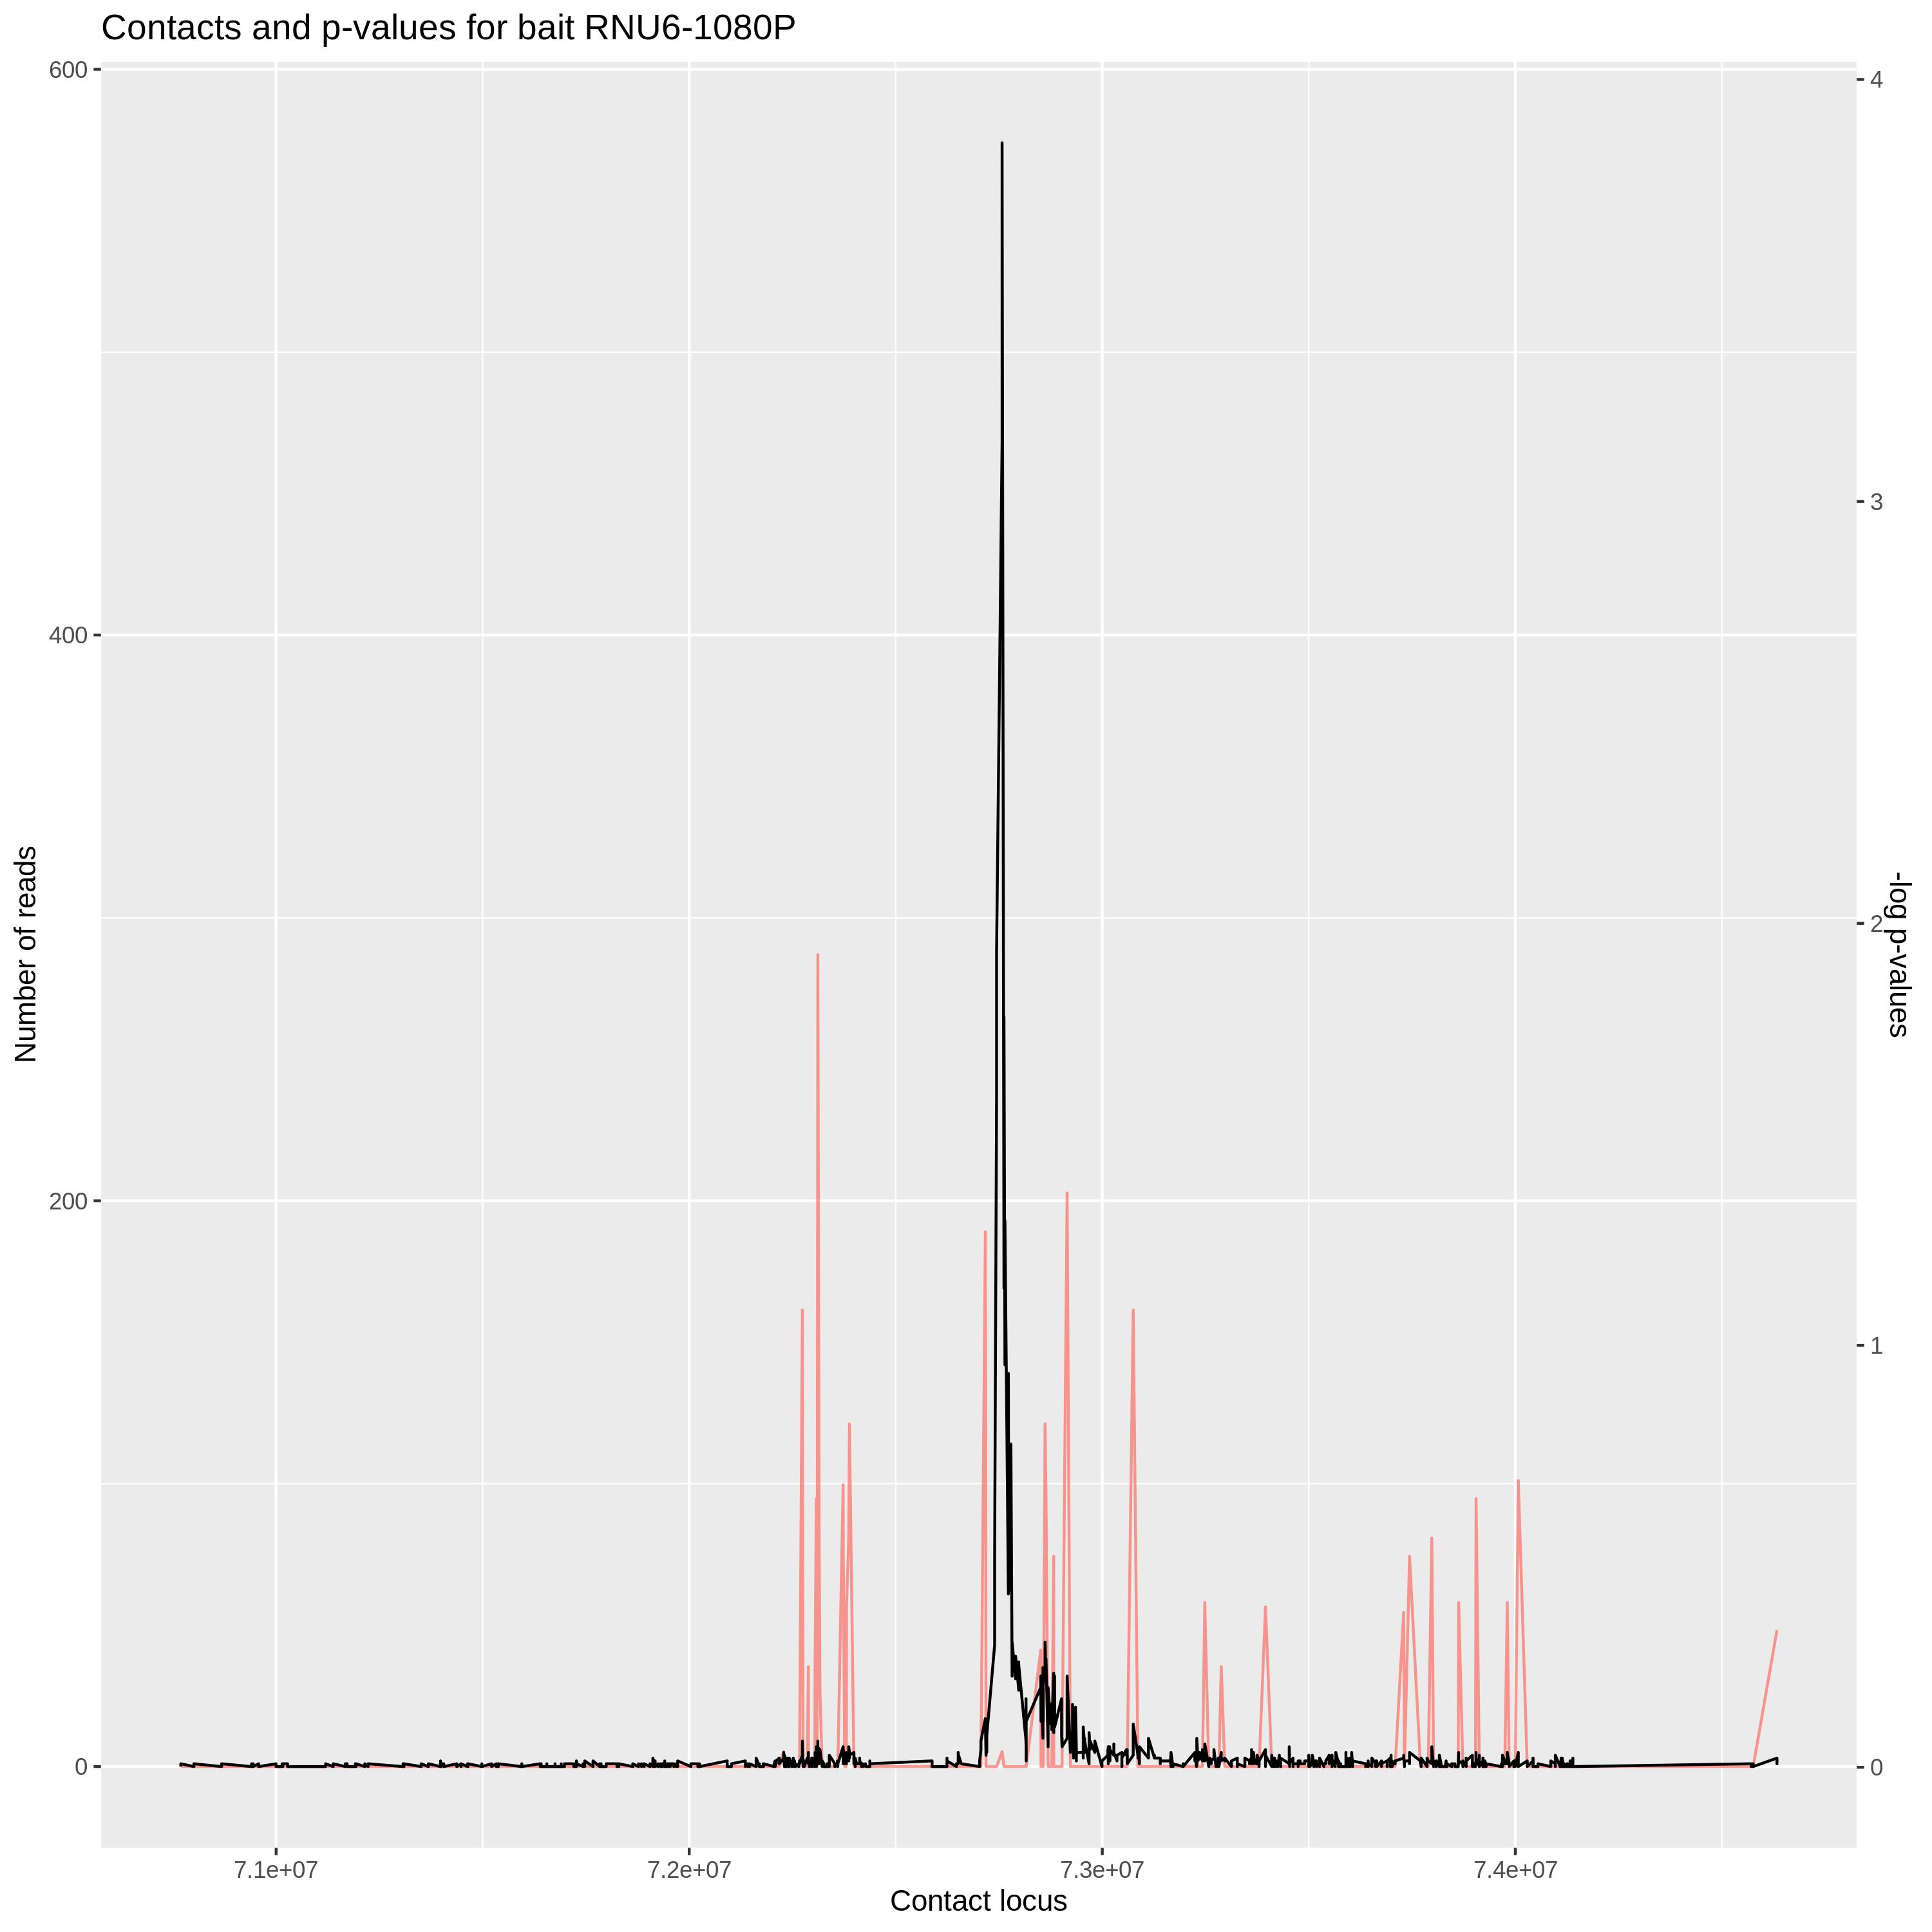 Contacts and p-values for bait RNU6-1080P
600
400
200
0
Number of reads
4
3
2
1
0
-log p-values
7.1e+07
7.2e+07
7.3e+07
7.4e+07
Contact locus